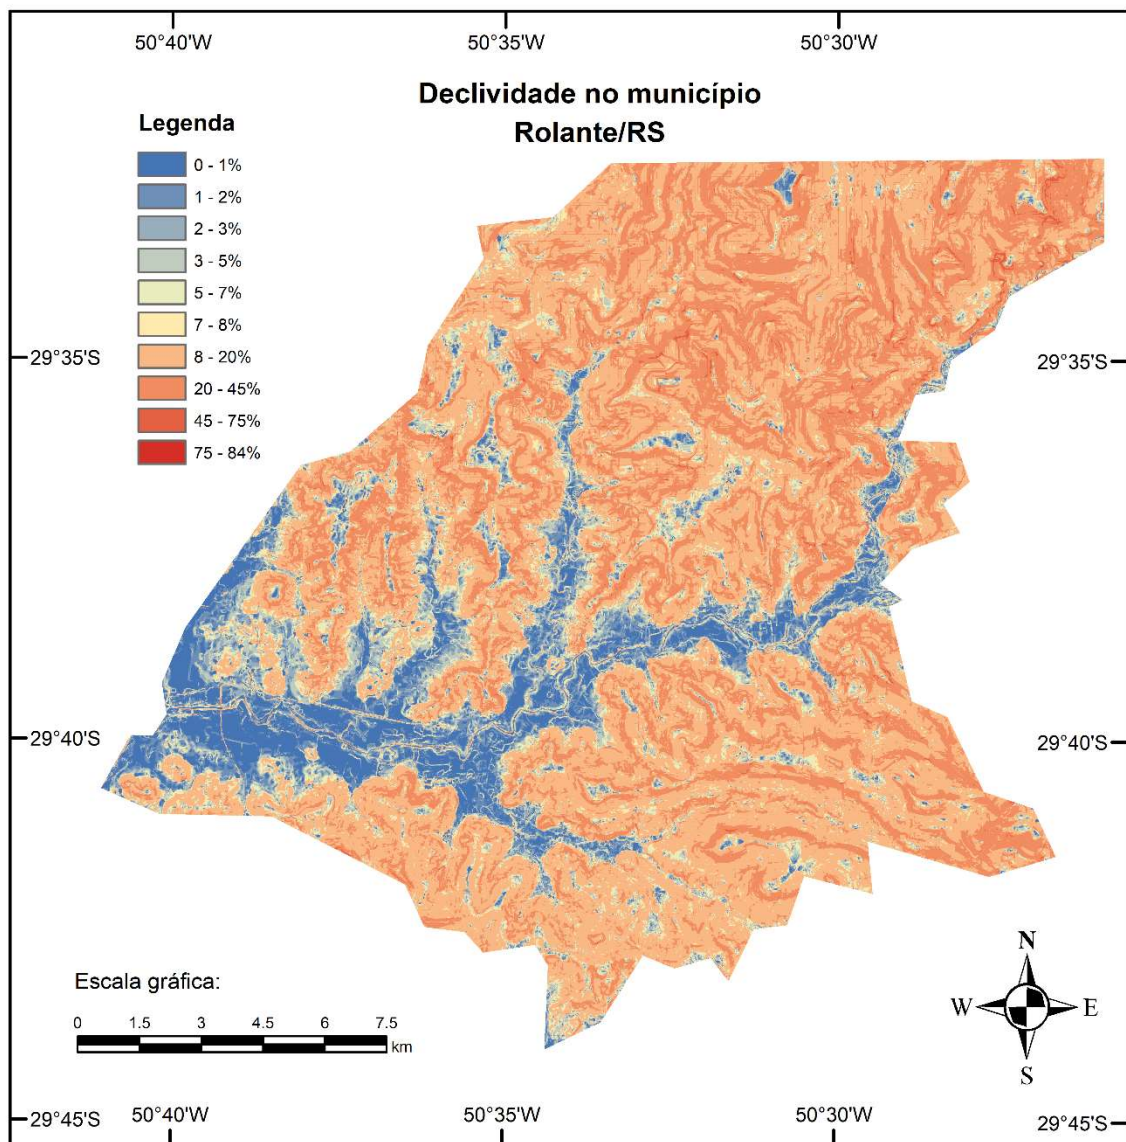 50°40'W 50°35'W 50°30'W
Declividade no município
Rolante/RS
Legenda
0 - 1%
1 - 2%
2 - 3%
3 - 5%
5 - 7%
7 - 8%
8 - 20%
20 - 45%
45 - 75%
75 - 84%
29°35'S 29°35'S
29°40'S 29°40'S
N
W E
S
Escala gráfica:
0 1.5 3 4.5 6 7.5
km
29°45'S 29°45'S
50°40'W 50°35'W 50°30'W